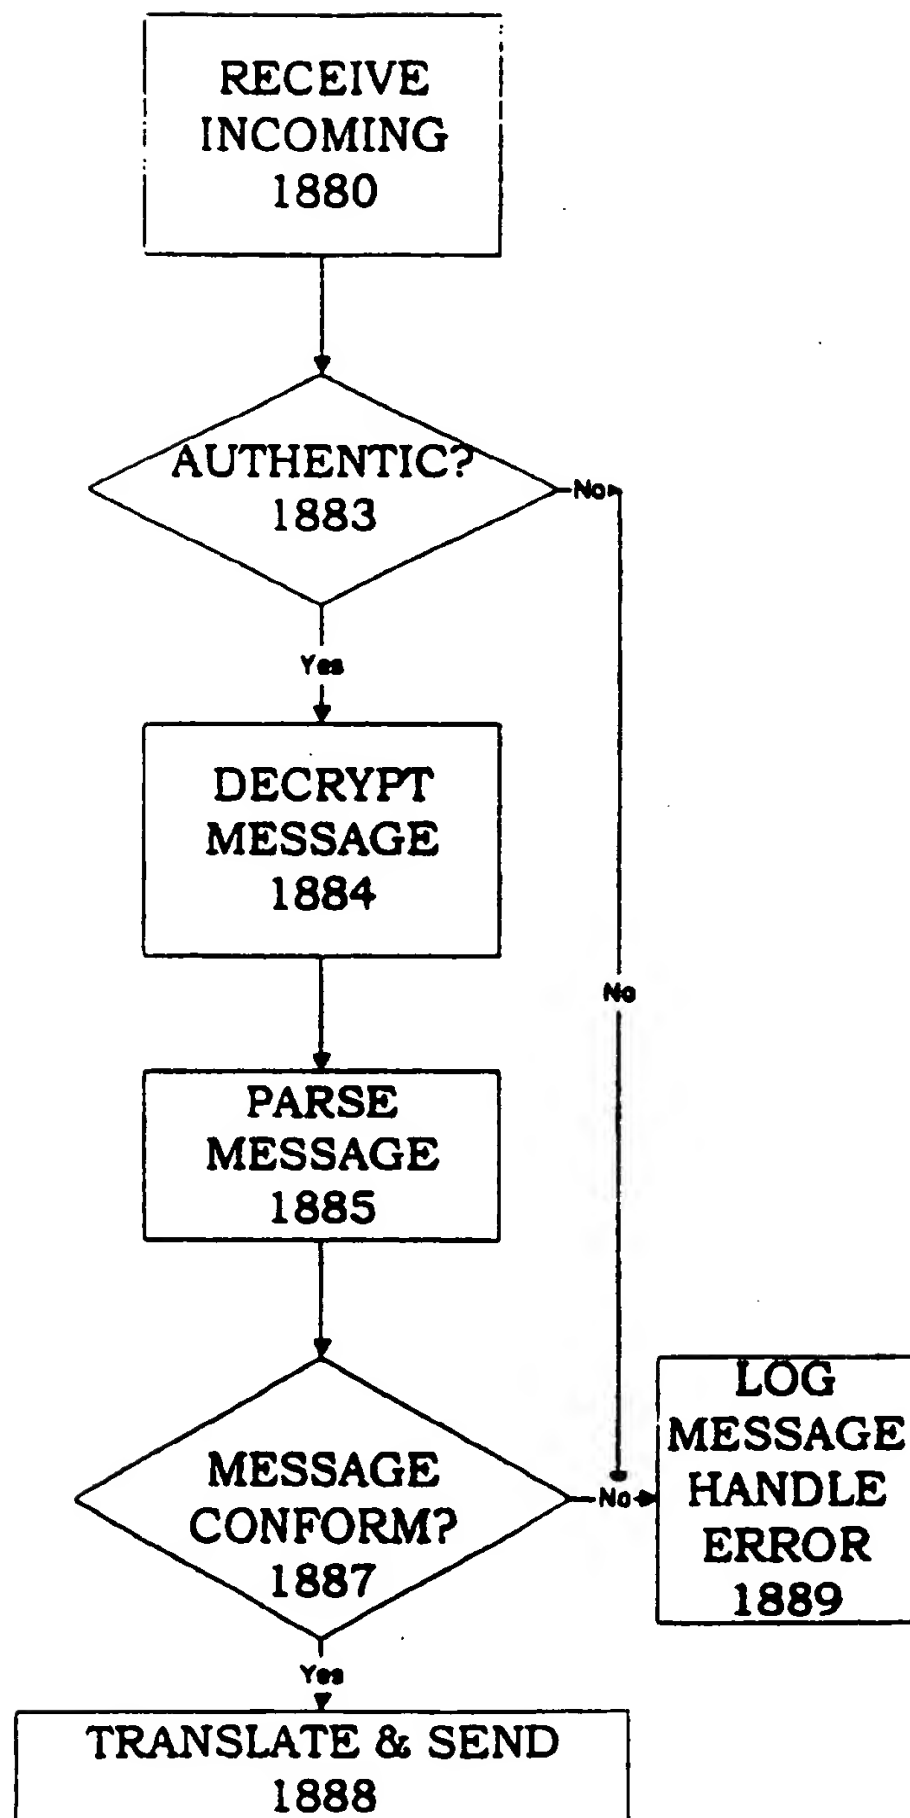 RECEIVE
INCOMING
1880
AUTHENTIC?
1883
No
Yes
DECRYPT
MESSAGE
1884
No
PARSE
MESSAGE
1885
MESSAGE
CONFORM?
1887
No
LOG
MESSAGE
HANDLE
ERROR
1889
Yes
TRANSLATE & SEND
1888